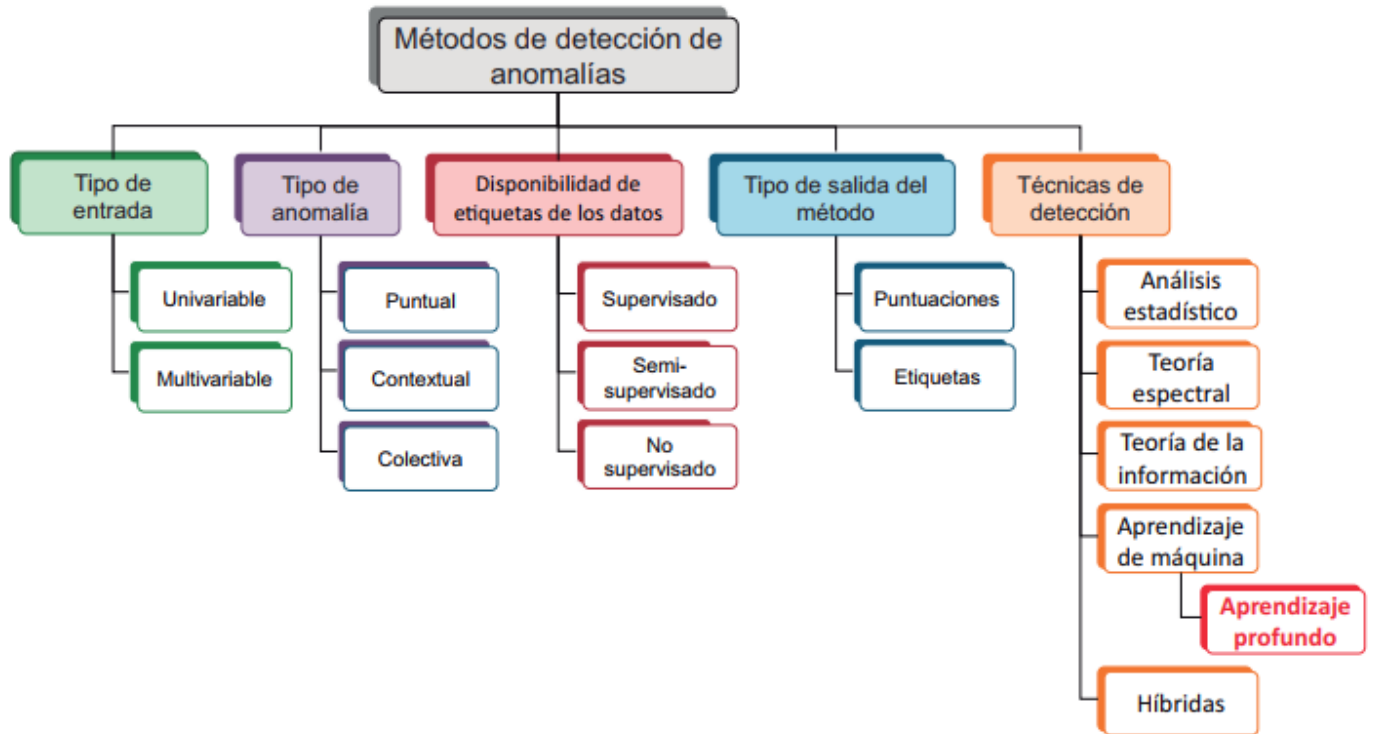 Métodos de detección de
anomalías
Tipo de
entrada
Univariable
Multivariable
Tipo de
anomalía
Puntual
Contextual
Colectiva
Disponibilidad de
etiquetas de los datos
Supervisado
Semi-
supervisado
No
supervisado
Tipo de salida del
método
Puntuaciones
Etiquetas
Técnicas de
detección
Análisis
estadístico
Teoría
espectral
Teoría de la
información
Aprendizaje
de máquina
Aprendizaje
profundo
Híbridas